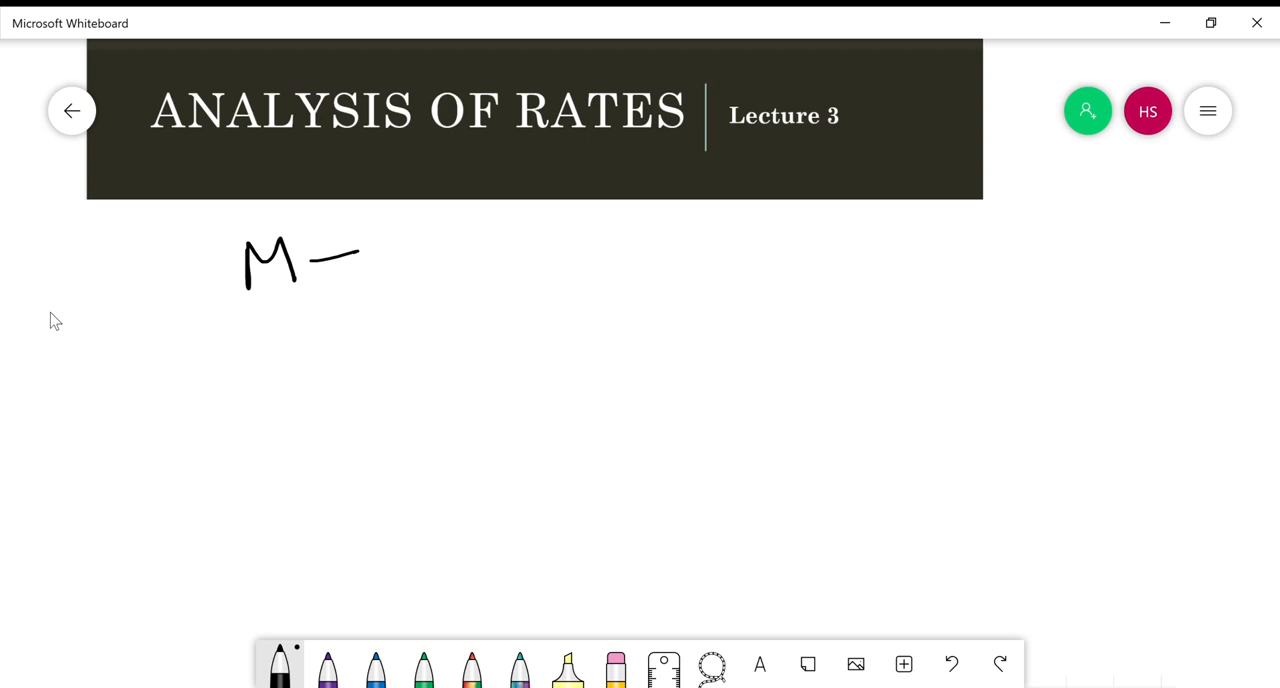 Microsoft Whiteboard
ANALYSIS OF RATES
Lecture 3
HS
M —
A